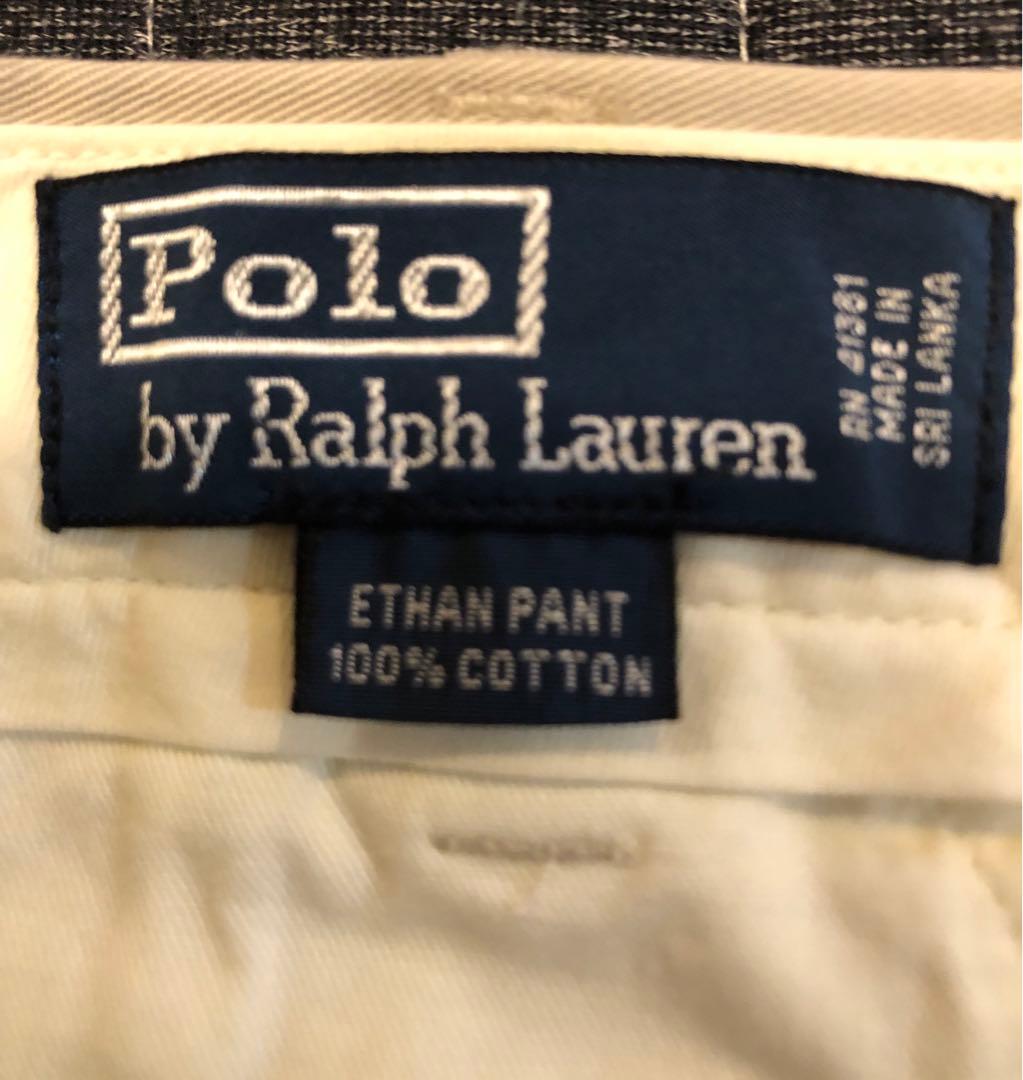 Polo
by Ralph Lauren
RN 41381
MADE IN
SRI LANKA
ETHAN PANT
100% COTTON